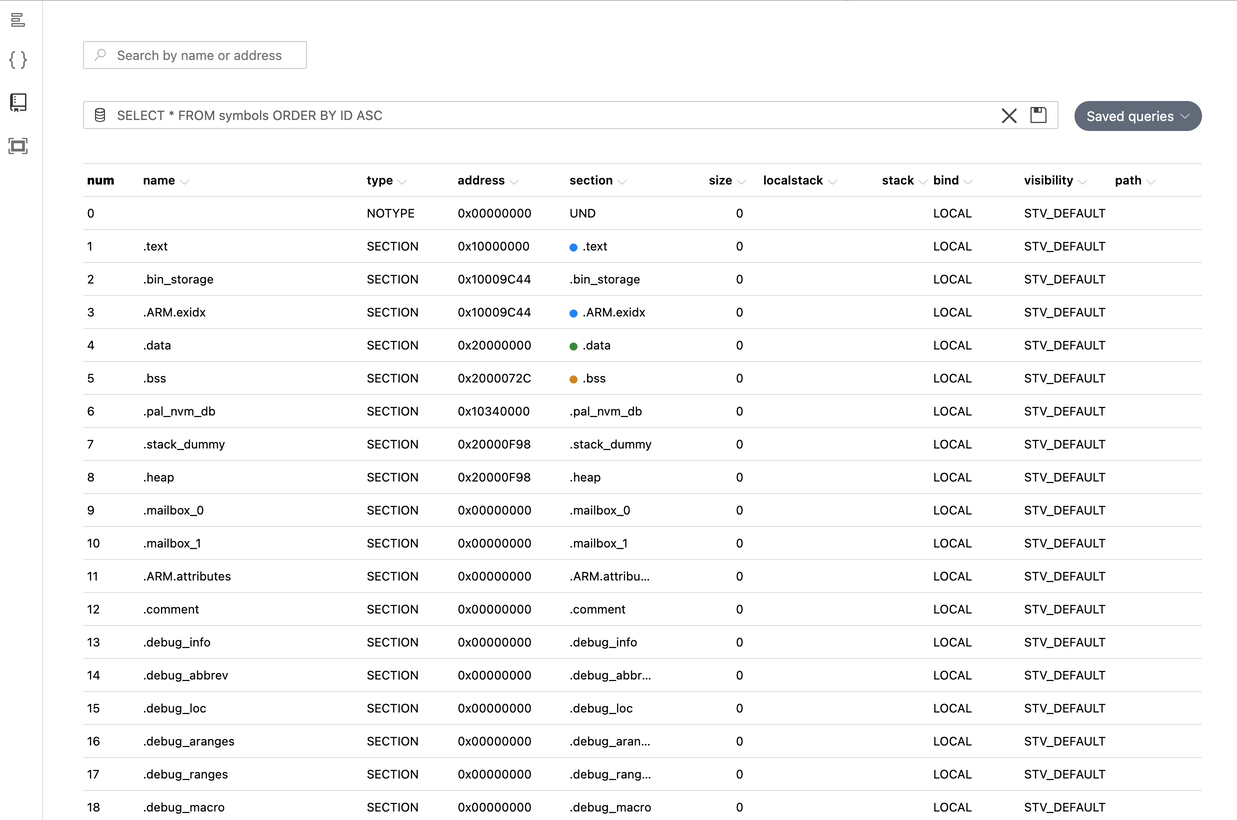 Search by name or address
SELECT * FROM symbols ORDER BY ID ASC
Saved queries
num name type address section size localstack stack bind visibility path
0 NOTYPE 0x00000000 UND 0 LOCAL STV_DEFAULT
1 .text SECTION 0x10000000 .text 0 LOCAL STV_DEFAULT
2 .bin_storage SECTION 0x10009C44 .bin_storage 0 LOCAL STV_DEFAULT
3 .ARM.exidx SECTION 0x10009C44 .ARM.exidx 0 LOCAL STV_DEFAULT
4 .data SECTION 0x20000000 .data 0 LOCAL STV_DEFAULT
5 .bss SECTION 0x2000072C .bss 0 LOCAL STV_DEFAULT
6 .pal_nvm_db SECTION 0x10340000 .pal_nvm_db 0 LOCAL STV_DEFAULT
7 .stack_dummy SECTION 0x20000F98 .stack_dummy 0 LOCAL STV_DEFAULT
8 .heap SECTION 0x20000F98 .heap 0 LOCAL STV_DEFAULT
9 .mailbox_0 SECTION 0x00000000 .mailbox_0 0 LOCAL STV_DEFAULT
10 .mailbox_1 SECTION 0x00000000 .mailbox_1 0 LOCAL STV_DEFAULT
11 .ARM.attributes SECTION 0x00000000 .ARM.attribu... 0 LOCAL STV_DEFAULT
12 .comment SECTION 0x00000000 .comment 0 LOCAL STV_DEFAULT
13 .debug_info SECTION 0x00000000 .debug_info 0 LOCAL STV_DEFAULT
14 .debug_abbrev SECTION 0x00000000 .debug_abbr... 0 LOCAL STV_DEFAULT
15 .debug_loc SECTION 0x00000000 .debug_loc 0 LOCAL STV_DEFAULT
16 .debug_aranges SECTION 0x00000000 .debug_aran... 0 LOCAL STV_DEFAULT
17 .debug_ranges SECTION 0x00000000 .debug_rang... 0 LOCAL STV_DEFAULT
18 .debug_macro SECTION 0x00000000 .debug_macro 0 LOCAL STV_DEFAULT